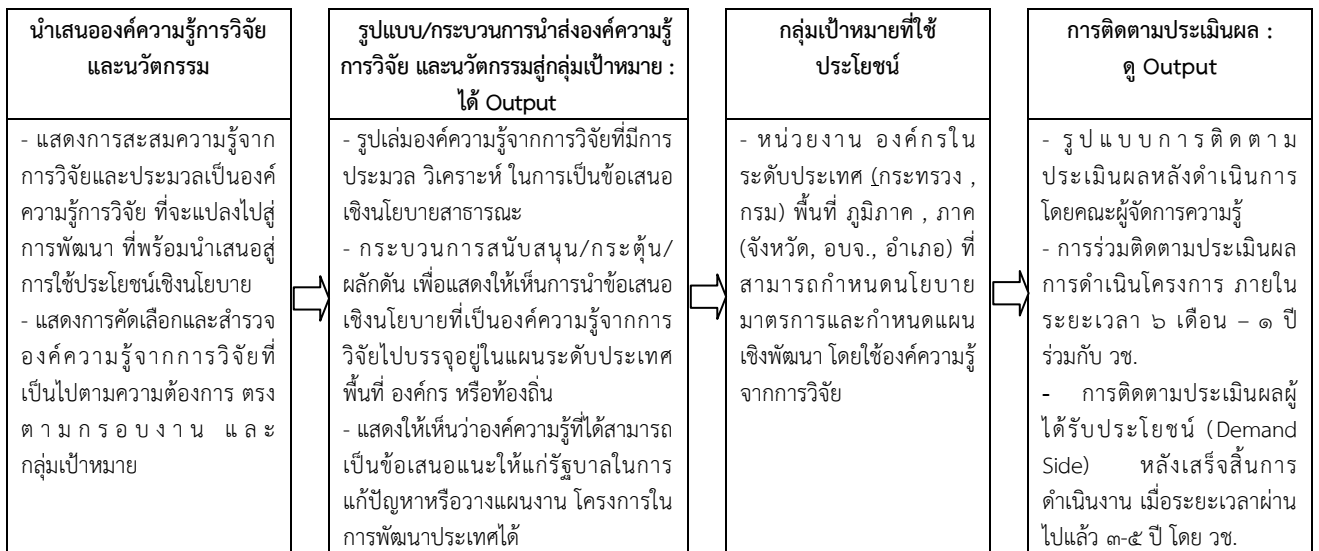 นำเสนอองค์ความรู้การวิจัย
และนวัตกรรม
- แสดงการสะสมความรู้จาก
การวิจัยและประมวลเป็นองค์
ความรู้การวิจัย ที่จะแปลงไปสู่
การพัฒนา ที่พร้อมนำเสนอสู่
การใช้ประโยชน์เชิงนโยบาย
- แสดงการคัดเลือกและสำรวจ
องค์ความรู้จากการวิจัยที่
เป็นไปตามความต้องการ ตรง
ตามกรอบงาน และ
กลุ่มเป้าหมาย
รูปแบบ/กระบวนการนำส่งองค์ความรู้
การวิจัย และนวัตกรรมสู่กลุ่มเป้าหมาย :
ได้ Output
- รูปเล่มองค์ความรู้จากการวิจัยที่มีการ
ประมวล วิเคราะห์ ในการเป็นข้อเสนอ
เชิงนโยบายสาธารณะ
- กระบวนการสนับสนุน/กระตุ้น/
ผลักดัน เพื่อแสดงให้เห็นการนำข้อเสนอ
เชิงนโยบายที่เป็นองค์ความรู้จากการ
วิจัยไปบรรจุอยู่ในแผนระดับประเทศ
พื้นที่ องค์กร หรือท้องถิ่น
- แสดงให้เห็นว่าองค์ความรู้ที่ได้สามารถ
เป็นข้อเสนอแนะให้แก่รัฐบาลในการ
แก้ปัญหาหรือวางแผนงาน โครงการใน
การพัฒนาประเทศได้
กลุ่มเป้าหมายที่ใช้
ประโยชน์
- หน่วยงาน องค์กรใน
ระดับประเทศ (กระทรวง ,
กรม) พื้นที่ ภูมิภาค , ภาค
(จังหวัด, อบจ., อำเภอ) ที่
สามารถกำหนดนโยบาย
มาตรการและกำหนดแผน
เชิงพัฒนา โดยใช้องค์ความรู้
จากการวิจัย
การติดตามประเมินผล :
ดู Output
- รูปแบบการติดตาม
ประเมินผลหลังดำเนินการ
โดยคณะผู้จัดการความรู้
- การร่วมติดตามประเมินผล
การดำเนินโครงการ ภายใน
ระยะเวลา ๖ เดือน – ๑ ปี
ร่วมกับ วช.
- การติดตามประเมินผลผู้
ได้รับประโยชน์ (Demand
Side) หลังเสร็จสิ้นการ
ดำเนินงาน เมื่อระยะเวลาผ่าน
ไปแล้ว ๓-๕ ปี โดย วช.